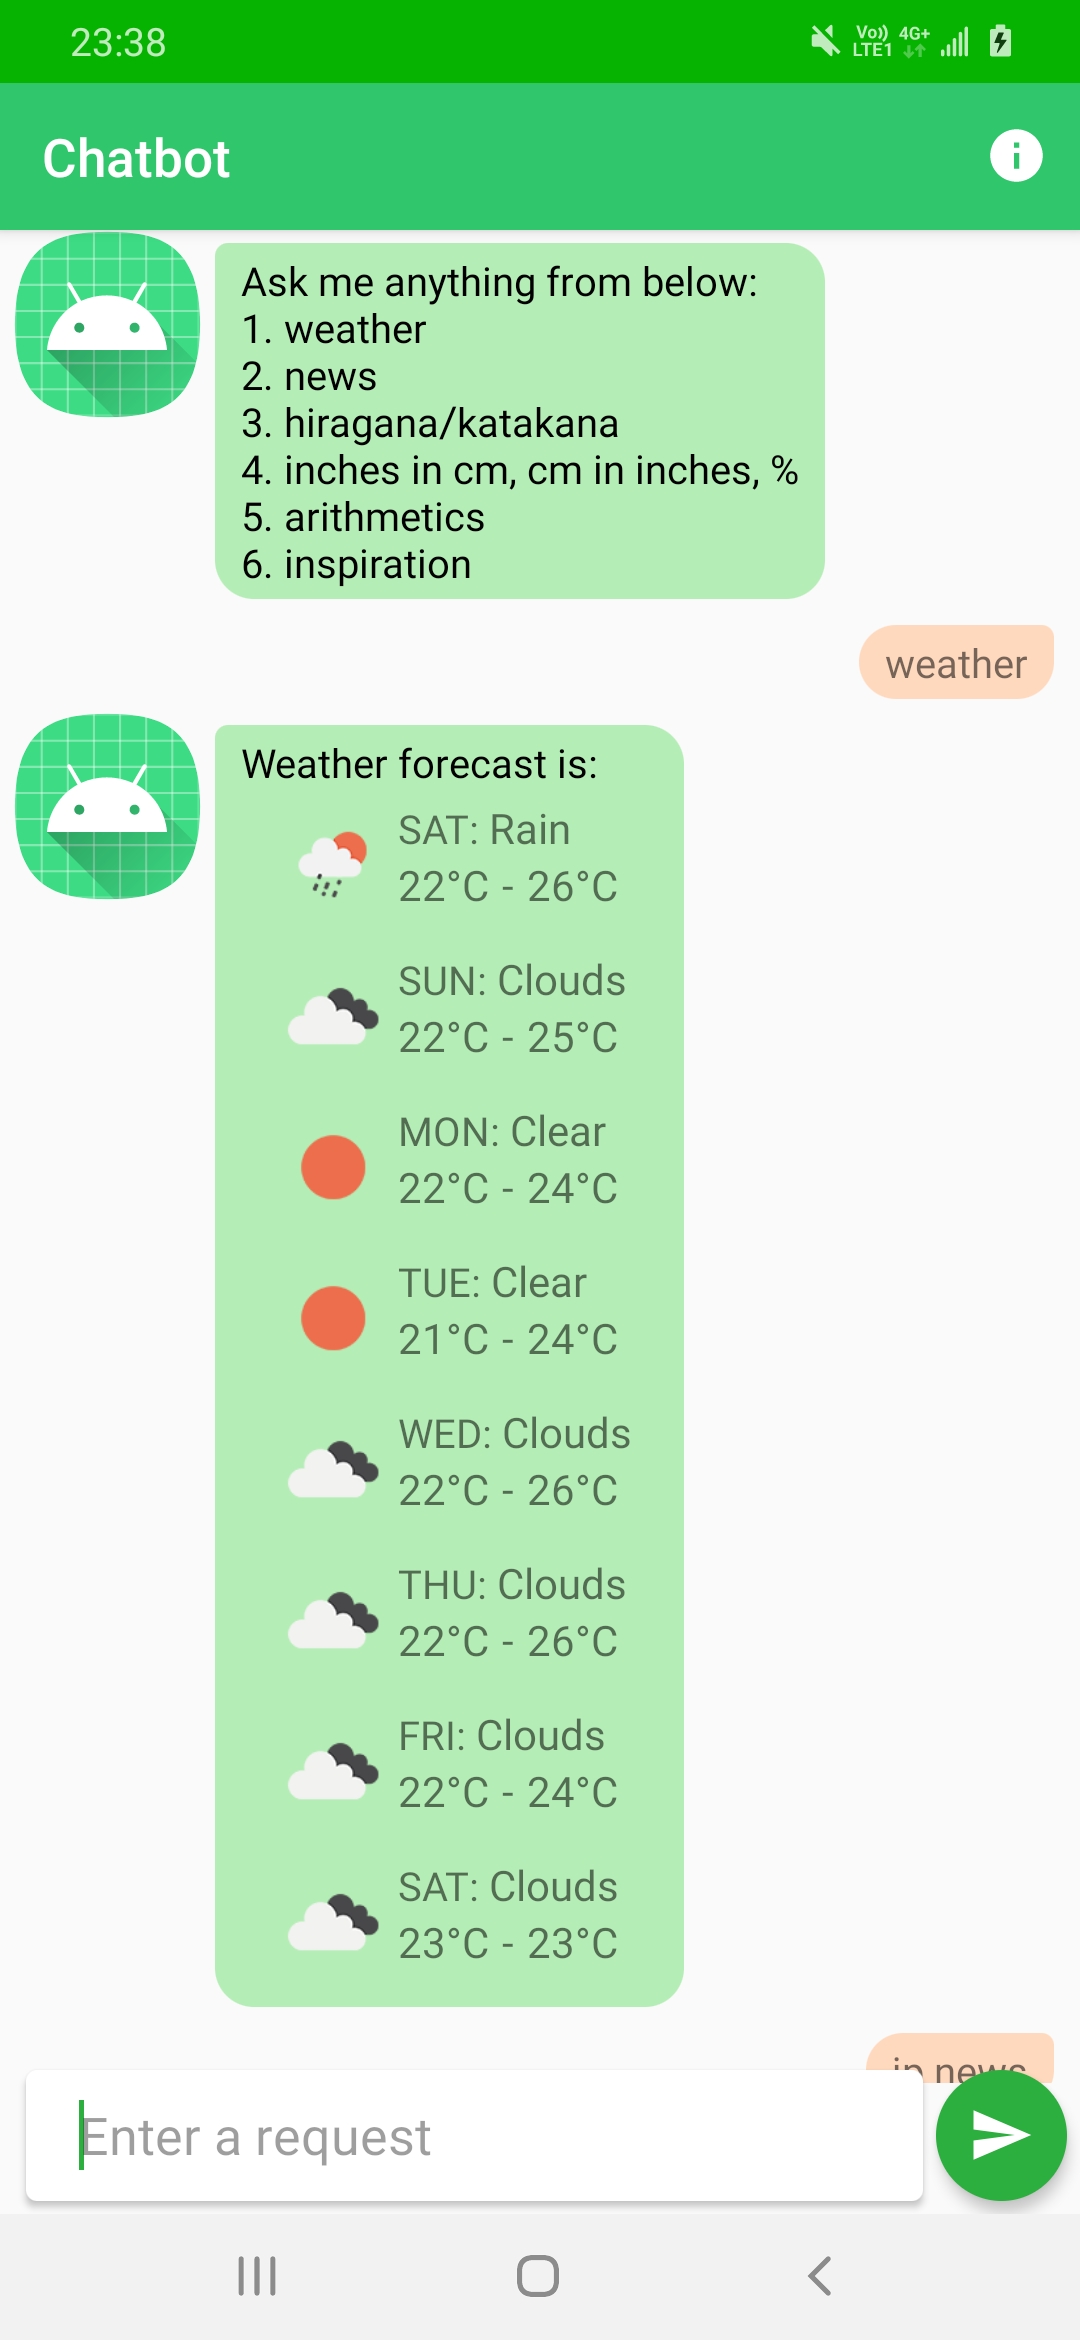 23:38
Vo)) 4G+
LTE1
Chatbot
Ask me anything from below:
1. weather
2. news
3. hiragana/katakana
4. inches in cm, cm in inches, %
5. arithmetics
6. inspiration
weather
Weather forecast is:
SAT: Rain
22°C - 26°C
SUN: Clouds
22°C - 25°C
MON: Clear
22°C - 24°C
TUE: Clear
21°C - 24°C
WED: Clouds
22°C - 26°C
THU: Clouds
22°C - 26°C
FRI: Clouds
22°C - 24°C
SAT: Clouds
23°C - 23°C
news
Enter a request